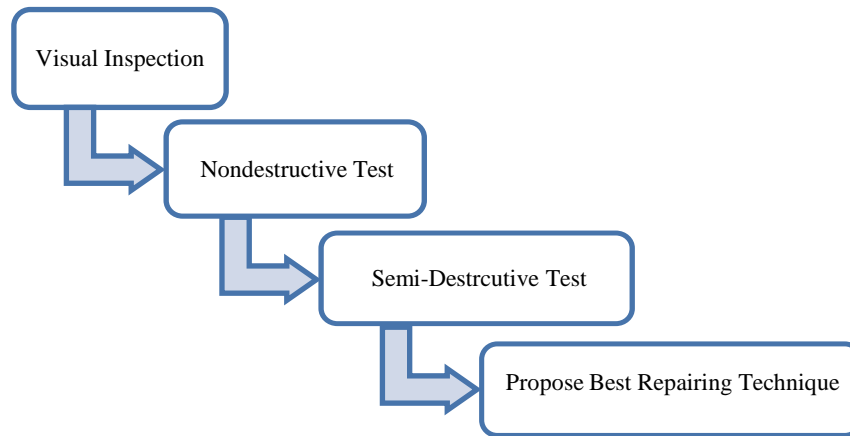 Visual Inspection
Nondestructive Test
Semi-Destrcutive Test
Propose Best Repairing Technique